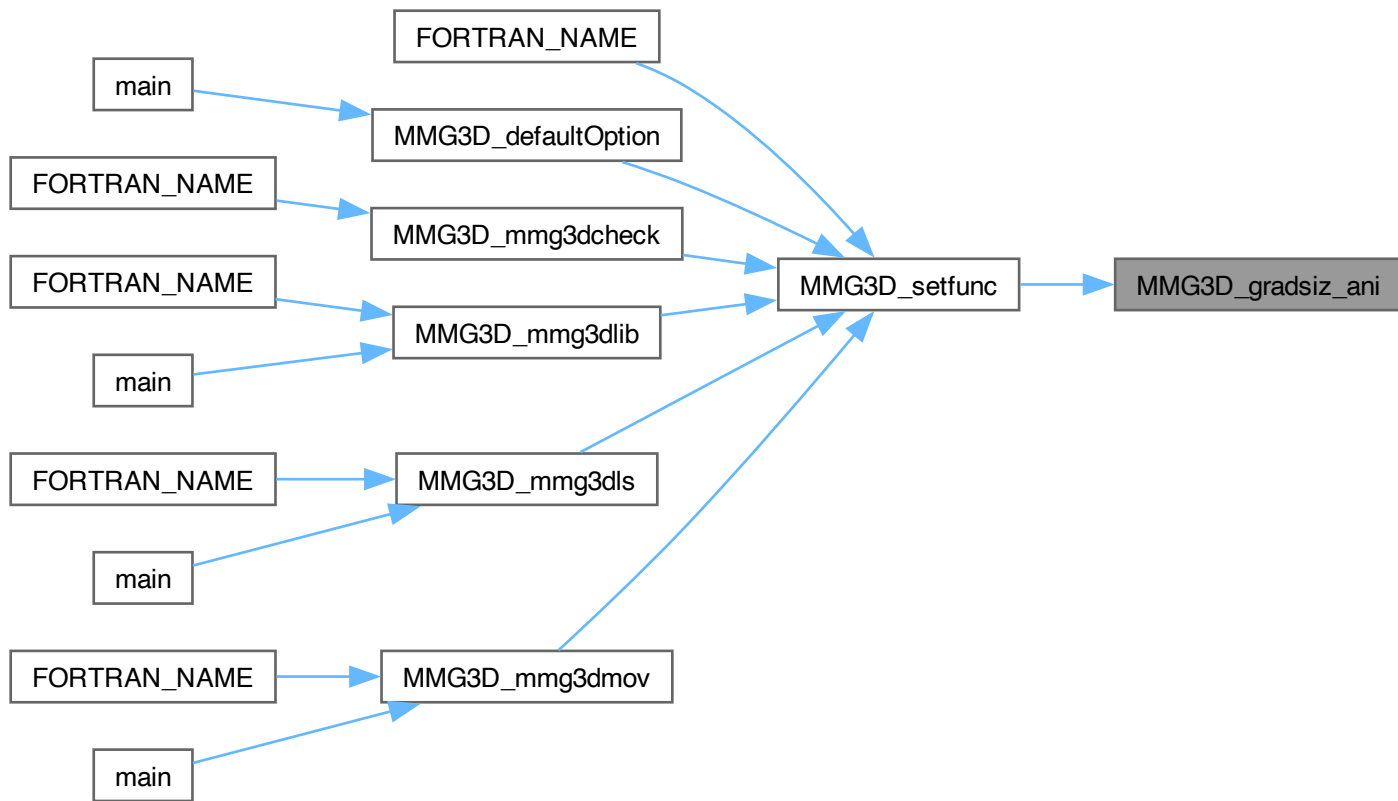 FORTRAN_NAME
main
MMG3D_defaultOption
FORTRAN_NAME
MMG3D_mmg3dcheck
FORTRAN_NAME
MMG3D_setfunc
MMG3D_gradsiz_ani
MMG3D_mmg3dlib
main
FORTRAN_NAME
MMG3D_mmg3dls
main
FORTRAN_NAME
MMG3D_mmg3dmov
main